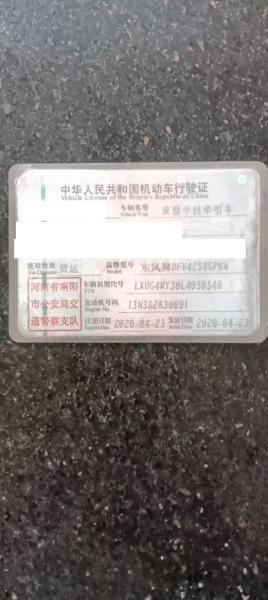 中华人民共和国机动车行驶证
Vehicle License of the People's Republic of China
车辆类型 重型半挂牵引车
Vehicle Type
使用性质 货运 品牌型号 东风牌DFV4258GP6N
Use Character Model
河南省南阳 车辆识别代号 LXUG4NY30L4050540
VIN
市公安局交 发动机号码 13N3D2K30691
Engine No.
通警察支队 注册日期 2020-04-23 发证日期 2020-04-23
Register Date Issue Date